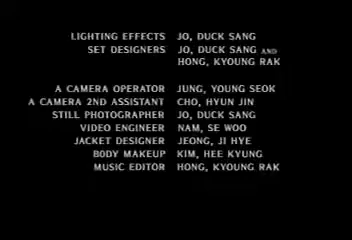 LIGHTING EFFECTS JO, DUCK SANG
SET DESIGNERS JO, DUCK SANG AND
HONG, KYOUNG RAK
A CAMERA OPERATOR JUNG, YOUNG SEOK
A CAMERA 2ND ASSISTANT CHO, HYUN JIN
STILL PHOTOGRAPHER JO, DUCK SANG
VIDEO ENGINEER NAM, SE WOO
JACKET DESIGNER JEONG, JI HYE
BODY MAKEUP KIM, HEE KYUNG
MUSIC EDITOR HONG, KYOUNG RAK